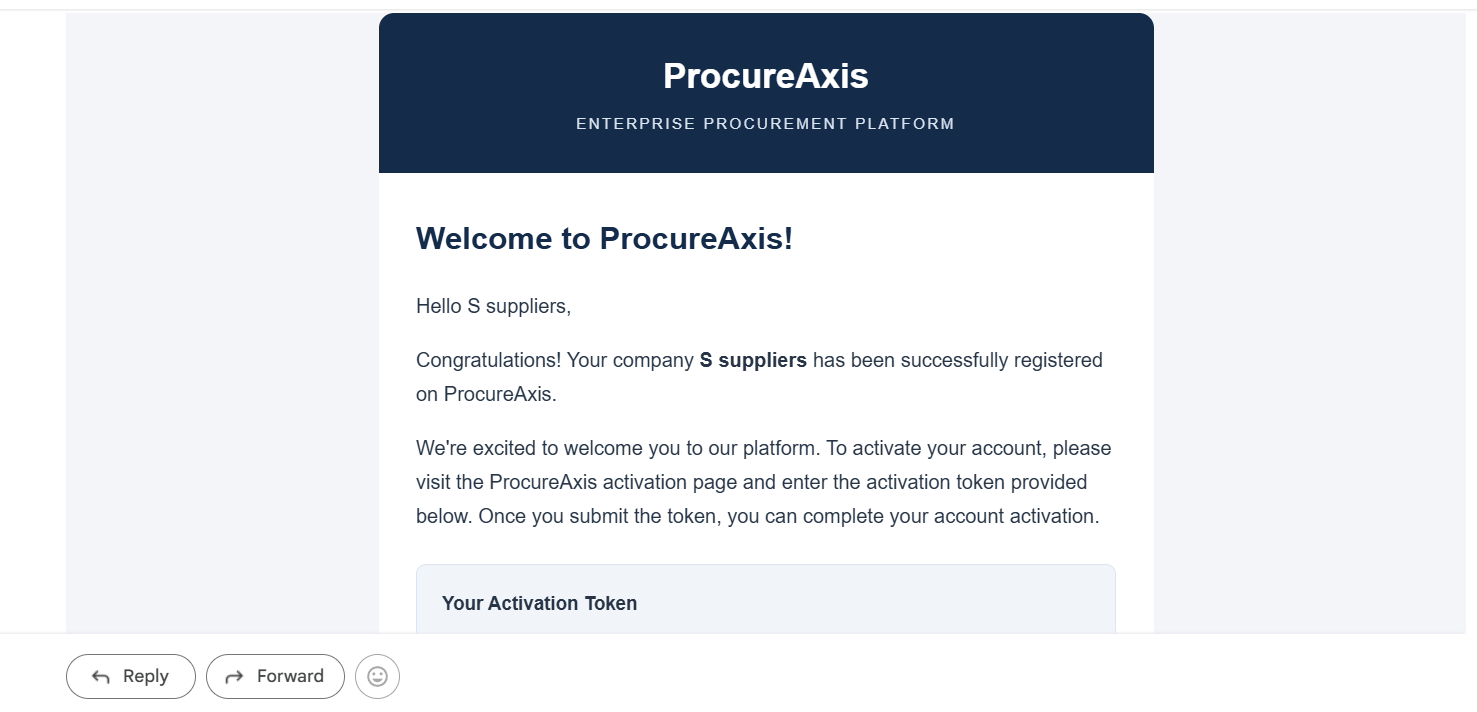 ProcureAxis
ENTERPRISE PROCUREMENT PLATFORM
Welcome to ProcureAxis!
Hello S suppliers,
Congratulations! Your company S suppliers has been successfully registered
on ProcureAxis.
We're excited to welcome you to our platform. To activate your account, please
visit the ProcureAxis activation page and enter the activation token provided
below. Once you submit the token, you can complete your account activation.
Your Activation Token
Reply
Forward